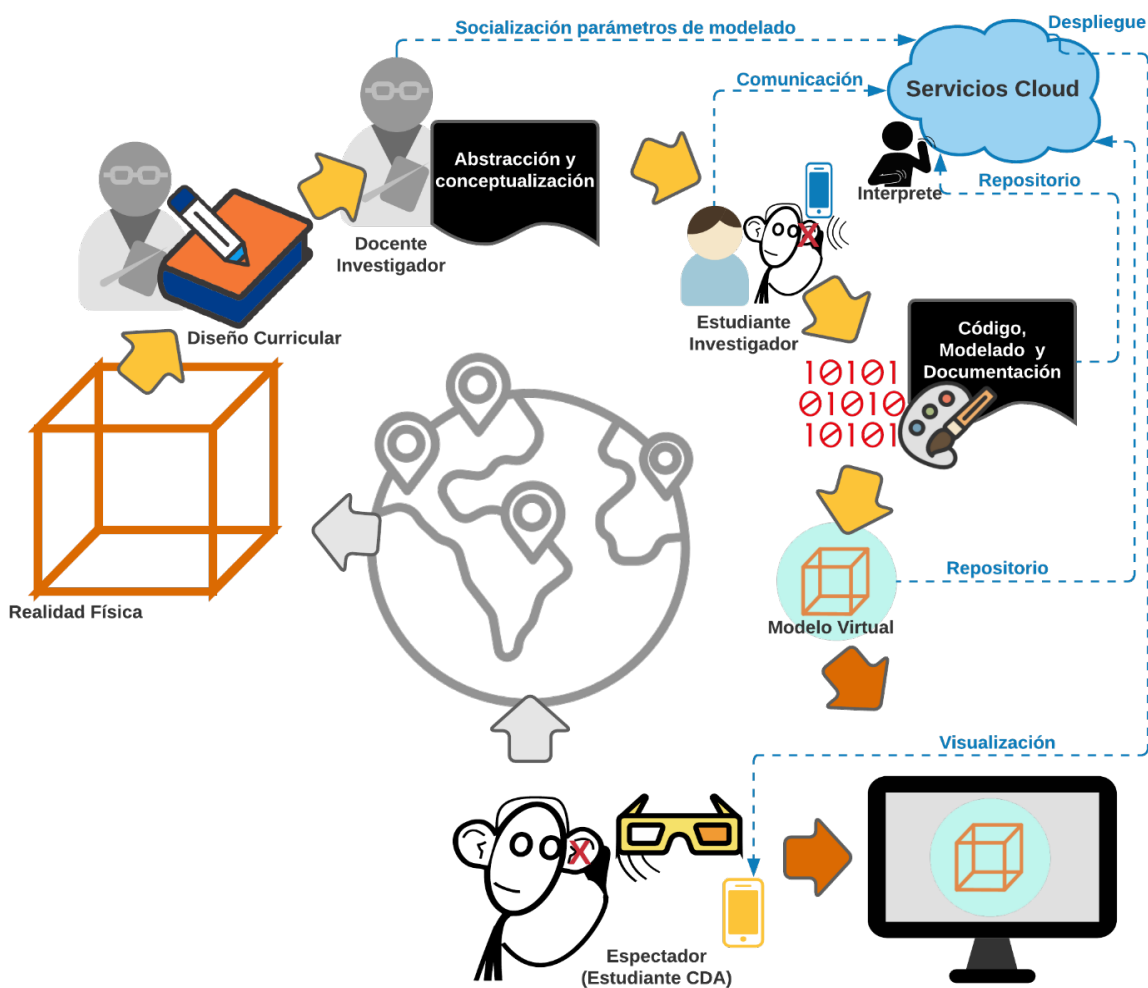 Socialización parámetros de modelado
Despliegue
Comunicación
Servicios Cloud
Abstracción y
conceptualización
Interprete
Repositorio
Docente
Investigador
Diseño Curricular
Estudiante
Investigador
Código,
Modelado y
Documentación
10101
01010
10101
Realidad Física
Repositorio
Modelo Virtual
Visualización
Espectador
(Estudiante CDA)